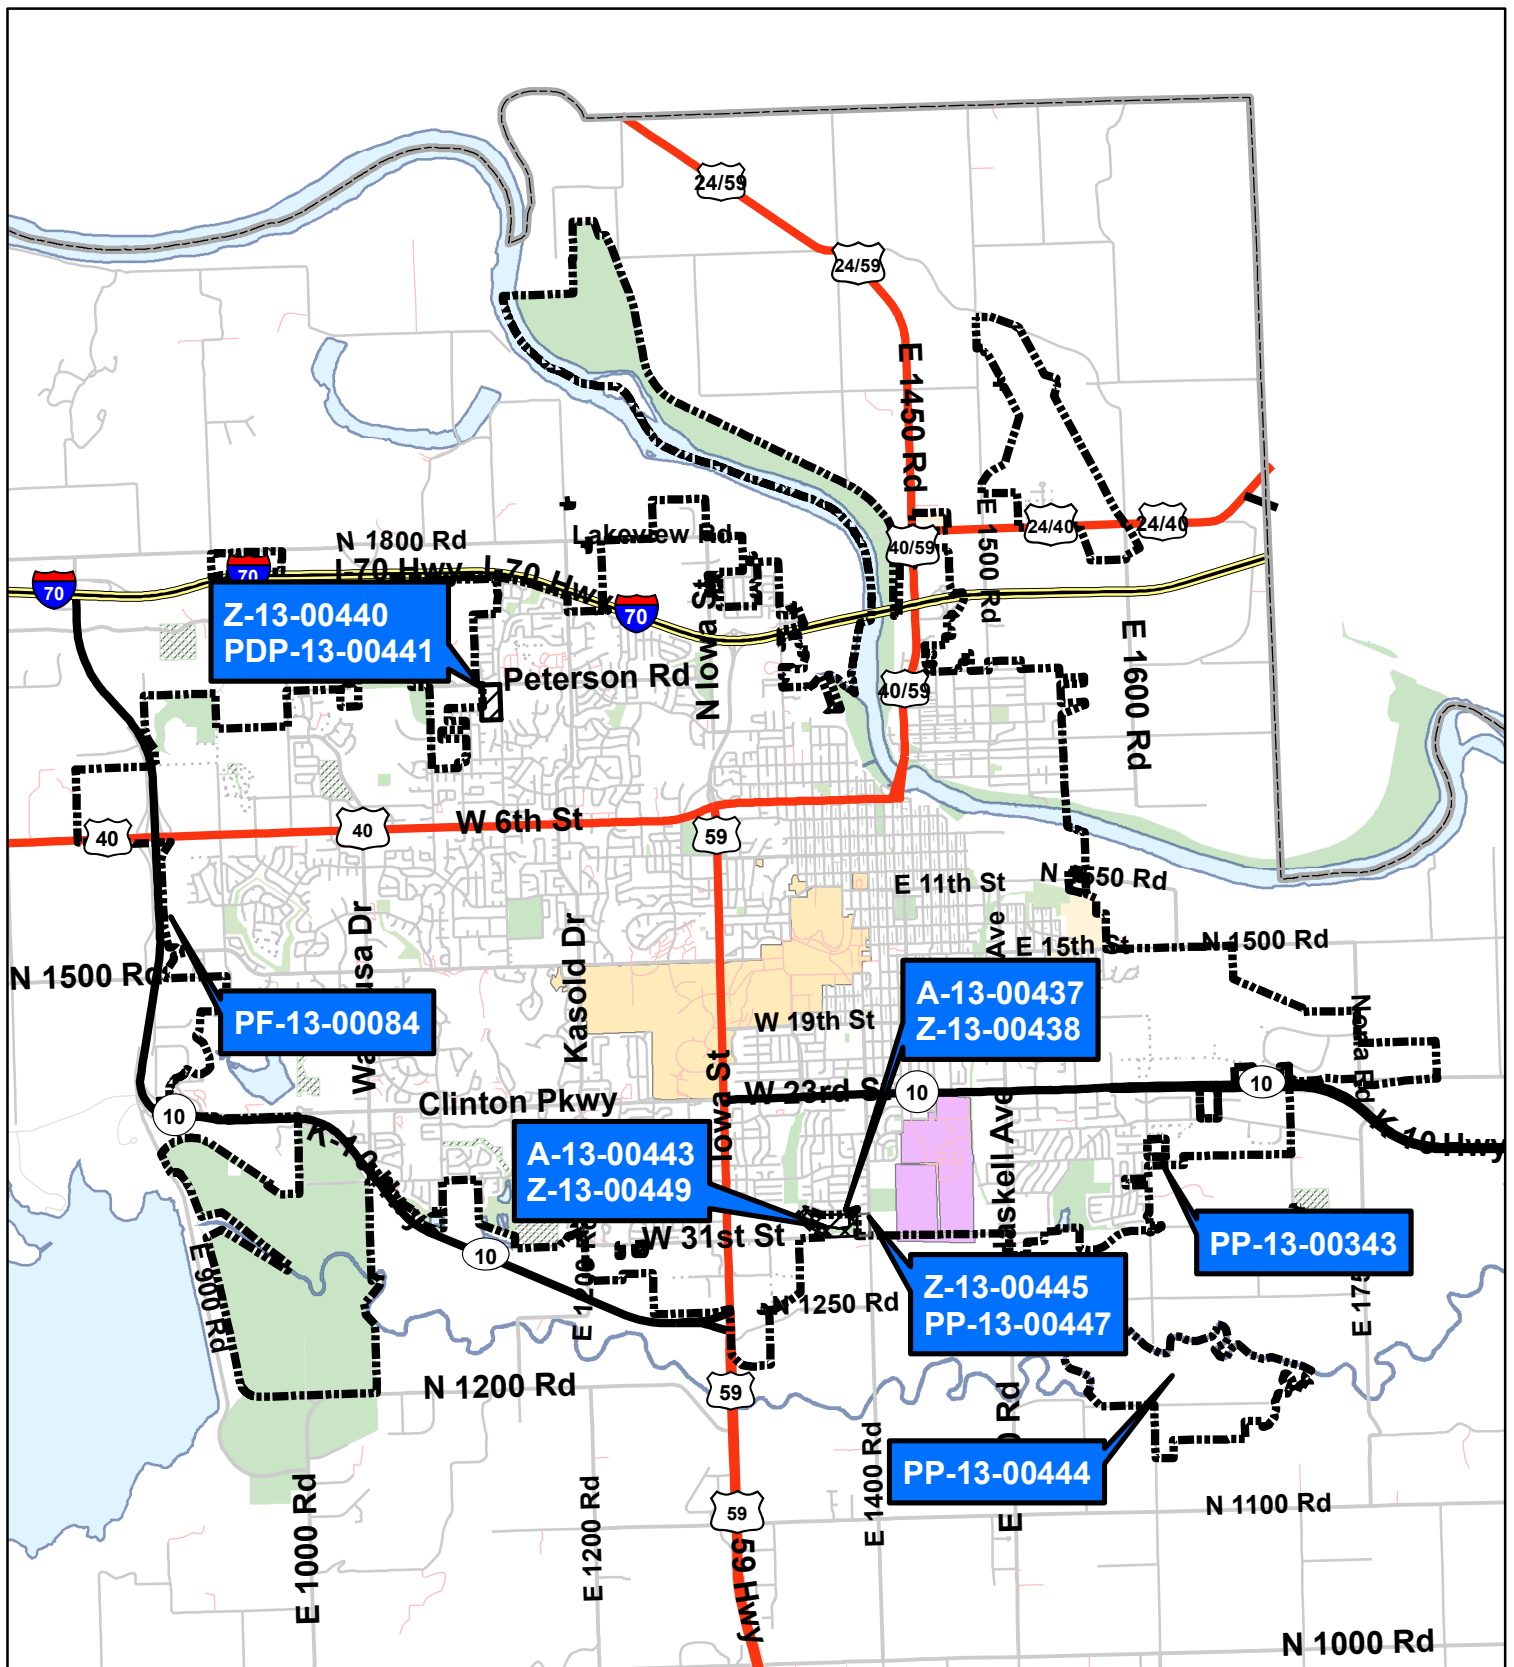 24/59
24/59
E 1450 Rd
E 1500 Rd
24/40
24/40
40/59
N 1800 Rd
Lakeview Rd
I-70 Hwy
I-70 Hwy
70
70
70
N Iowa St
Z-13-00440
PDP-13-00441
Peterson Rd
40/59
E 1600 Rd
W 6th St
40
40
59
E 11th St
Kasold Dr
Ave
E 15th St
N 1500 Rd
N 1500 Rd
PF-13-00084
A-13-00437
Z-13-00438
W 19th St
Noria Rd
Iowa St
W 23rd S
10
10
Clinton Pkwy
10
K-10 Hwy
K-10 Hwy
A-13-00443
Z-13-00449
W 31st St
10
PP-13-00343
E 900 Rd
Z-13-00445
PP-13-00447
N 1250 Rd
N 1200 Rd
59
PP-13-00444
E 1400 Rd
N 1100 Rd
59
E 1000 Rd
E 1200 Rd
59 Hwy
N 1000 Rd